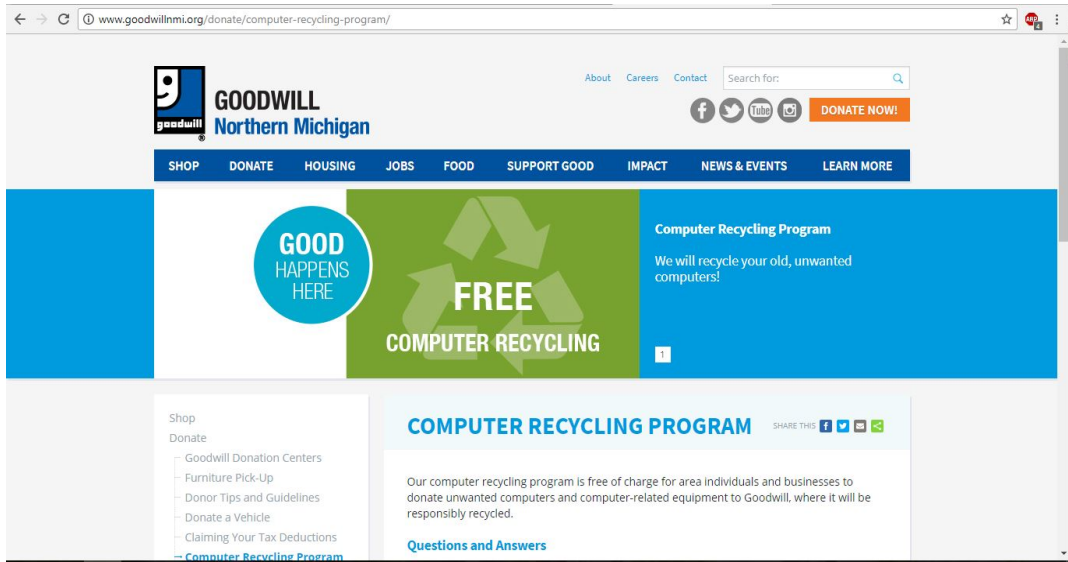 www.goodwillnmi.org/donate/computer-recycling-program/
ABP
4
goodwill
GOODWILL
Northern Michigan
About Careers Contact Search for:
f You Tube DONATE NOW!
SHOP DONATE HOUSING JOBS FOOD SUPPORT GOOD IMPACT NEWS & EVENTS LEARN MORE
GOOD
HAPPENS
HERE
FREE
COMPUTER RECYCLING
Computer Recycling Program
We will recycle your old, unwanted
computers!
1
Shop
Donate
Goodwill Donation Centers
Furniture Pick-Up
Donor Tips and Guidelines
Donate a Vehicle
Claiming Your Tax Deductions
Computer Recycling Program
COMPUTER RECYCLING PROGRAM SHARE THIS f
Our computer recycling program is free of charge for area individuals and businesses to
donate unwanted computers and computer-related equipment to Goodwill, where it will be
responsibly recycled.
Questions and Answers